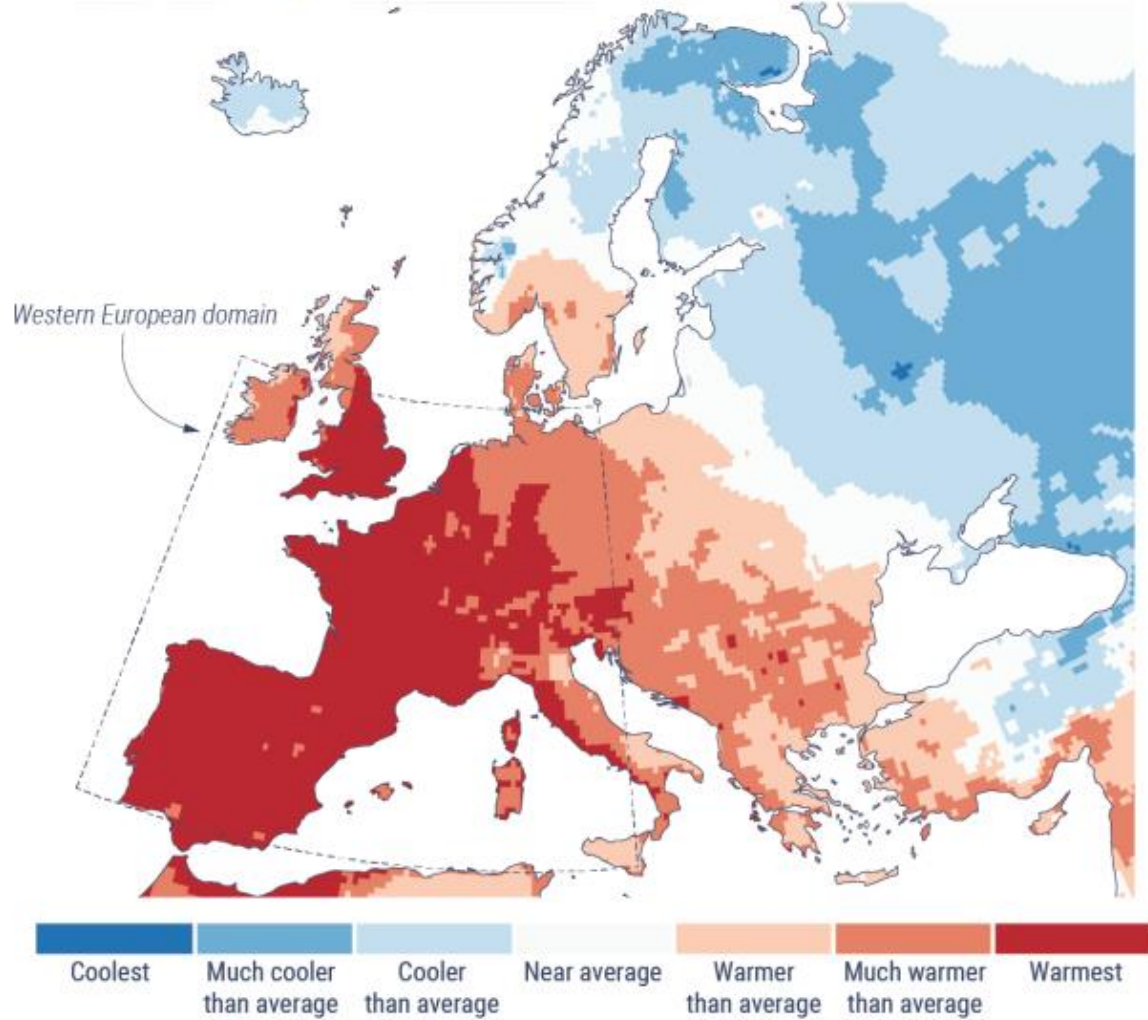 Western European domain
Coolest
Much cooler
than average
Cooler
than average
Near average
Warmer
than average
Much warmer
than average
Warmest